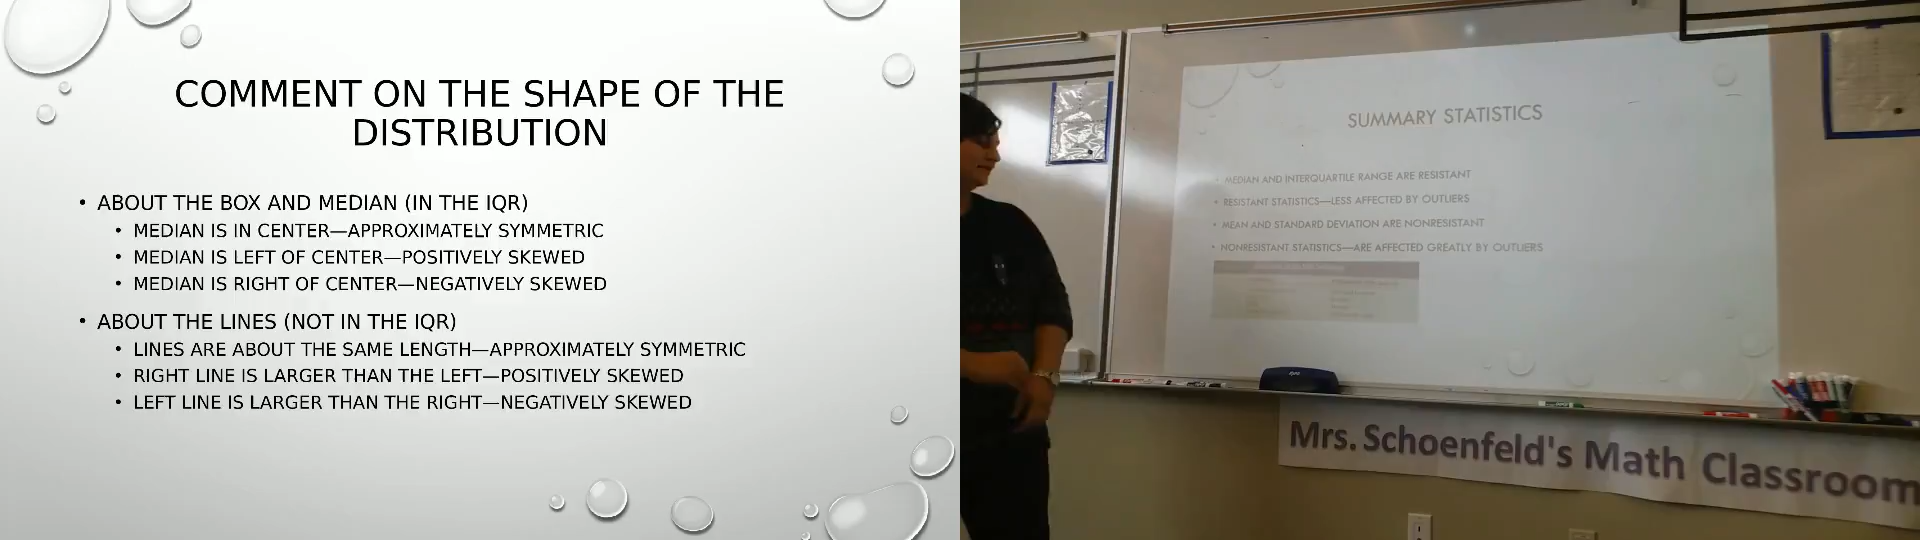 COMMENT ON THE SHAPE OF THE
DISTRIBUTION
• ABOUT THE BOX AND MEDIAN (IN THE IQR)
• MEDIAN IS IN CENTER—APPROXIMATELY SYMMETRIC
• MEDIAN IS LEFT OF CENTER—POSITIVELY SKEWED
• MEDIAN IS RIGHT OF CENTER—NEGATIVELY SKEWED
• ABOUT THE LINES (NOT IN THE IQR)
• LINES ARE ABOUT THE SAME LENGTH—APPROXIMATELY SYMMETRIC
• RIGHT LINE IS LARGER THAN THE LEFT—POSITIVELY SKEWED
• LEFT LINE IS LARGER THAN THE RIGHT—NEGATIVELY SKEWED
SUMMARY STATISTICS
• MEDIAN AND INTERQUARTILE RANGE ARE RESISTANT
• RESISTANT STATISTICS—LESS AFFECTED BY OUTLIERS
• MEAN AND STANDARD DEVIATION ARE NONRESISTANT
• NONRESISTANT STATISTICS—ARE AFFECTED GREATLY BY OUTLIERS
Mrs. Schoenfeld's Math Classroom